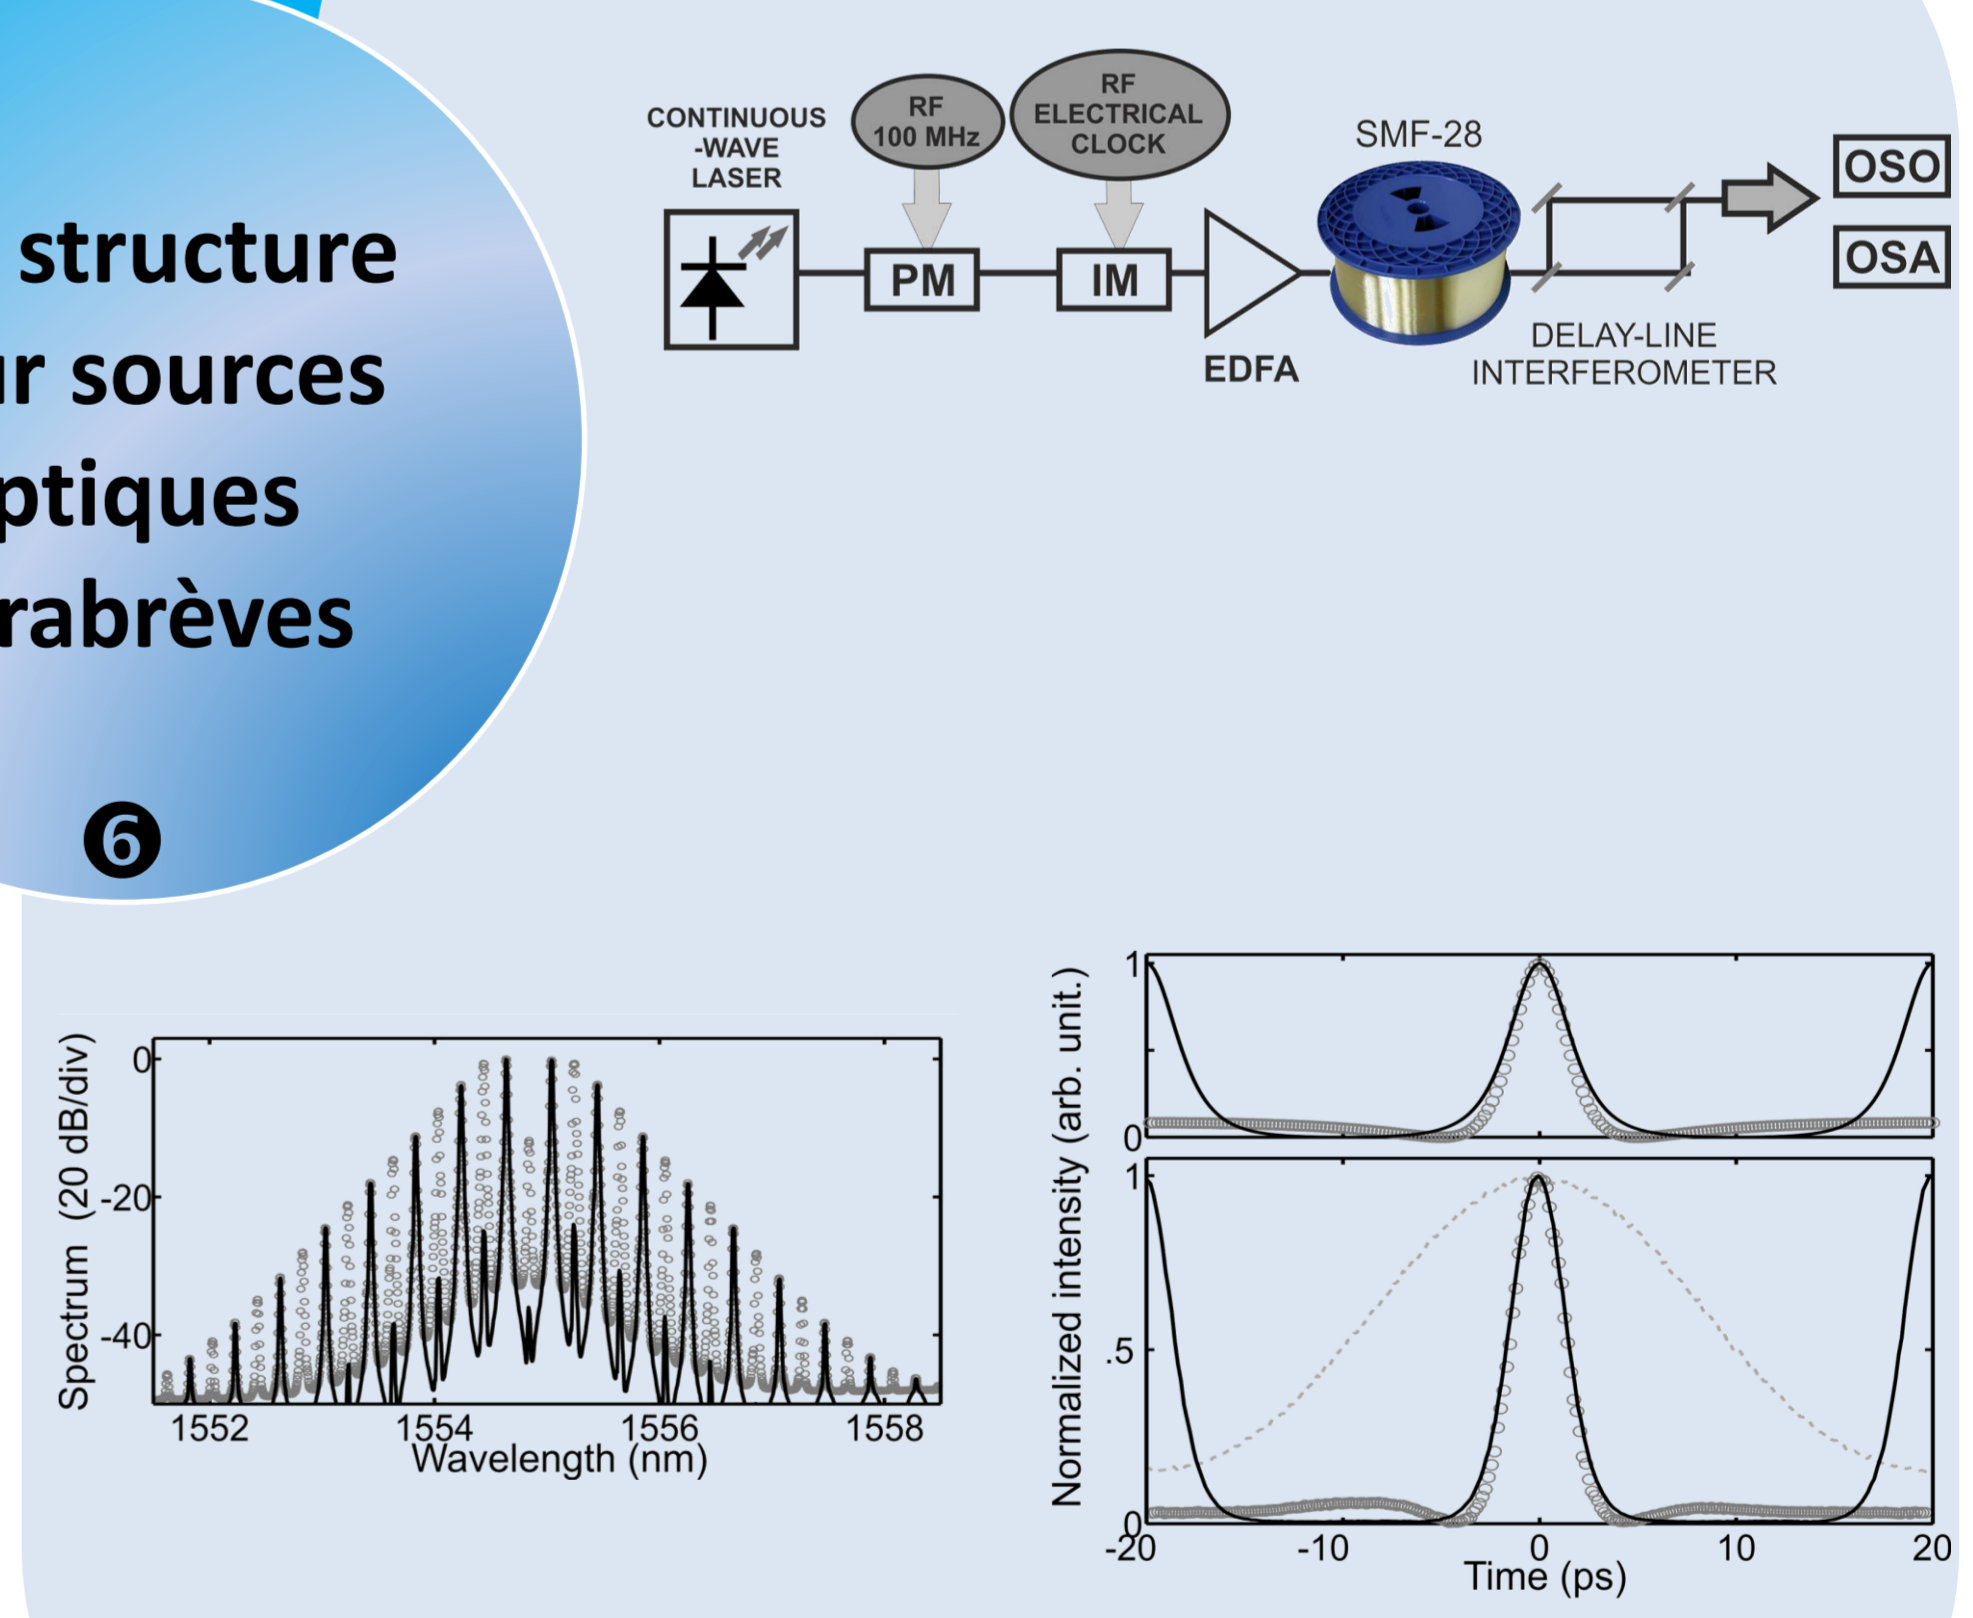 structure
r sources
ptiques
rabrèves
❻
CONTINUOUS
-WAVE
LASER
RF
100 MHz
RF
ELECTRICAL
CLOCK
SMF-28
PM
IM
EDFA
DELAY-LINE
INTERFEROMETER
OSO
OSA
Spectrum (20 dB/div)
0
-20
-40
1552
1554
1556
1558
Wavelength (nm)
Normalized intensity (arb. unit.)
1
0
1
.5
0
-20
-10
0
10
20
Time (ps)